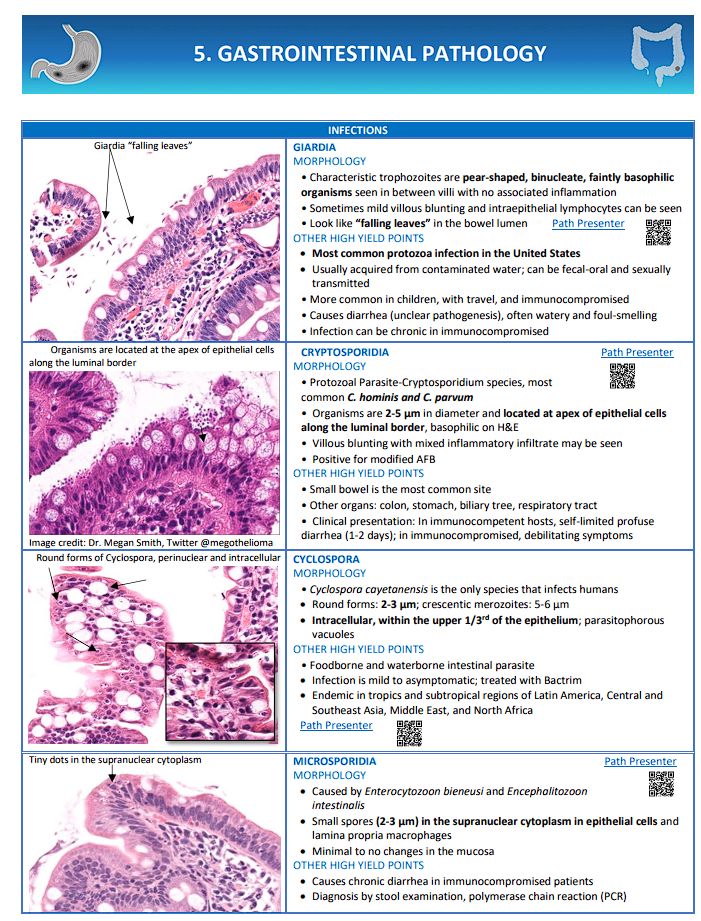 5. GASTROINTESTINAL PATHOLOGY
INFECTIONS
Giardia “falling leaves”
GIARDIA
MORPHOLOGY
• Characteristic trophozoites are pear-shaped, binucleate, faintly basophilic
organisms seen in between villi with no associated inflammation
• Sometimes mild villous blunting and intraepithelial lymphocytes can be seen
• Look like “falling leaves” in the bowel lumen Path Presenter
OTHER HIGH YIELD POINTS
• Most common protozoa infection in the United States
• Usually acquired from contaminated water; can be fecal-oral and sexually
transmitted
• More common in children, with travel, and immunocompromised
• Causes diarrhea (unclear pathogenesis), often watery and foul-smelling
• Infection can be chronic in immunocompromised
Organisms are located at the apex of epithelial cells
along the luminal border
Image credit: Dr. Megan Smith, Twitter @megothelioma
CRYPTOSPORIDIA Path Presenter
MORPHOLOGY
• Protozoal Parasite-Cryptosporidium species, most
common C. hominis and C. parvum
• Organisms are 2-5 μm in diameter and located at apex of epithelial cells
along the luminal border, basophilic on H&E
• Villous blunting with mixed inflammatory infiltrate may be seen
• Positive for modified AFB
OTHER HIGH YIELD POINTS
• Small bowel is the most common site
• Other organs: colon, stomach, biliary tree, respiratory tract
• Clinical presentation: In immunocompetent hosts, self-limited profuse
diarrhea (1-2 days); in immunocompromised, debilitating symptoms
Round forms of Cyclospora, perinuclear and intracellular
CYCLOSPORA
MORPHOLOGY
• Cyclospora cayetanensis is the only species that infects humans
• Round forms: 2-3 μm; crescentic merozoites: 5-6 μm
• Intracellular, within the upper 1/3rd of the epithelium; parasitophorous
vacuoles
OTHER HIGH YIELD POINTS
• Foodborne and waterborne intestinal parasite
• Infection is mild to asymptomatic; treated with Bactrim
• Endemic in tropics and subtropical regions of Latin America, Central and
Southeast Asia, Middle East, and North Africa
Path Presenter
Tiny dots in the supranuclear cytoplasm
MICROSPORIDIA Path Presenter
MORPHOLOGY
• Caused by Enterocytozoon bieneusi and Encephalitozoon
intestinalis
• Small spores (2-3 μm) in the supranuclear cytoplasm in epithelial cells and
lamina propria macrophages
• Minimal to no changes in the mucosa
OTHER HIGH YIELD POINTS
• Causes chronic diarrhea in immunocompromised patients
• Diagnosis by stool examination, polymerase chain reaction (PCR)